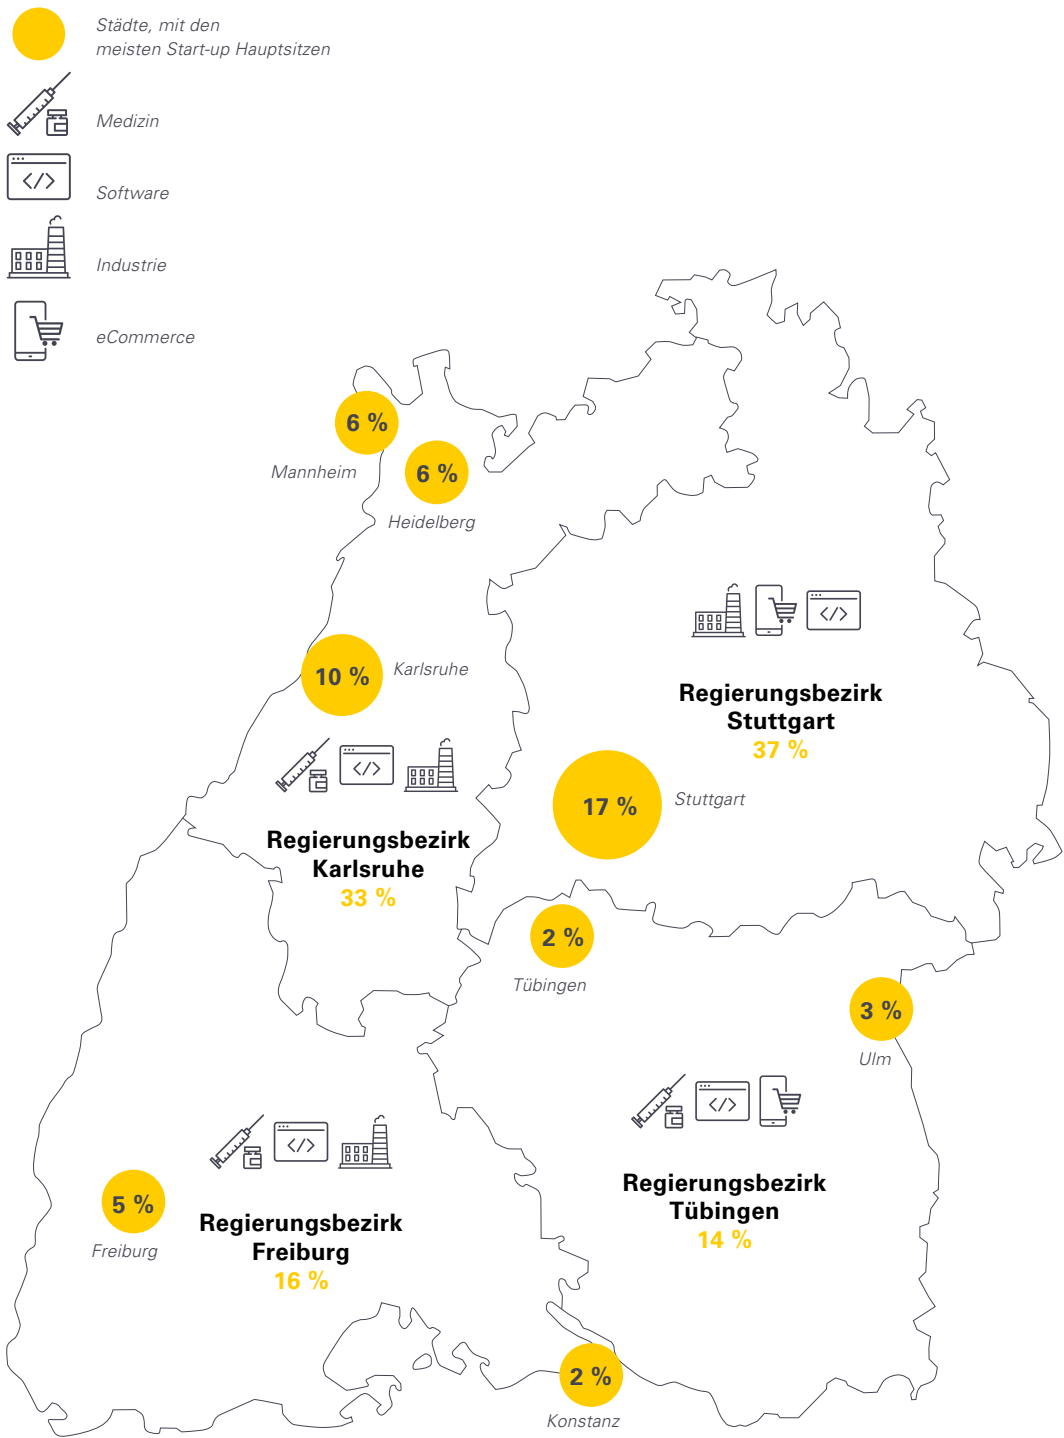 Städte, mit den
meisten Start-up Hauptsitzen
Medizin
</>
Software
Industrie
eCommerce
6 %
Mannheim
6 %
Heidelberg
</>
Regierungsbezirk
Stuttgart
37 %
10 %
Karlsruhe
</>
Regierungsbezirk
Karlsruhe
33 %
17 %
Stuttgart
2 %
Tübingen
3 %
Ulm
</>
Regierungsbezirk
Tübingen
14 %
</>
5 %
Freiburg
Regierungsbezirk
Freiburg
16 %
2 %
Konstanz